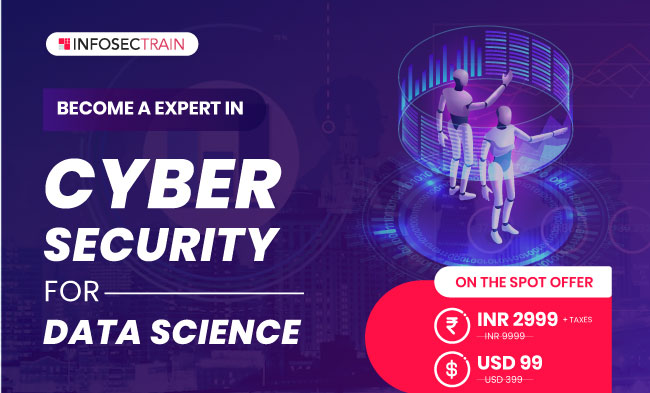 INFOSECTRAIN
BECOME A EXPERT IN
CYBER
SECURITY
FOR
DATA SCIENCE
ON THE SPOT OFFER
₹ INR 2999 + TAXES
INR 9999
$ USD 99
USD 399